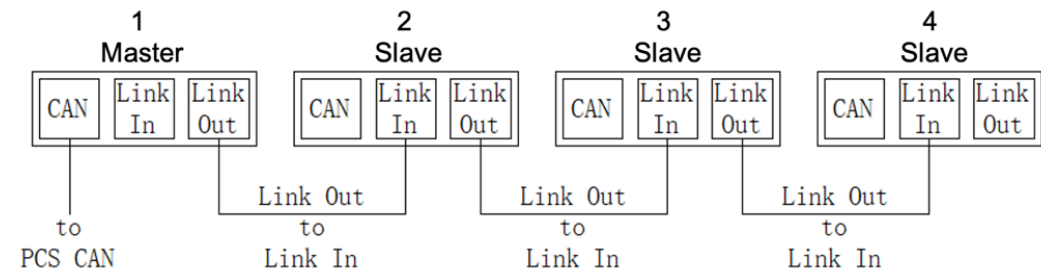 1 2 3 4
Master Slave Slave Slave
CAN Link In Link Out CAN Link In Link Out CAN Link In Link Out CAN Link In Link Out
Link Out Link Out Link Out
to to to to
PCS CAN Link In Link In Link In